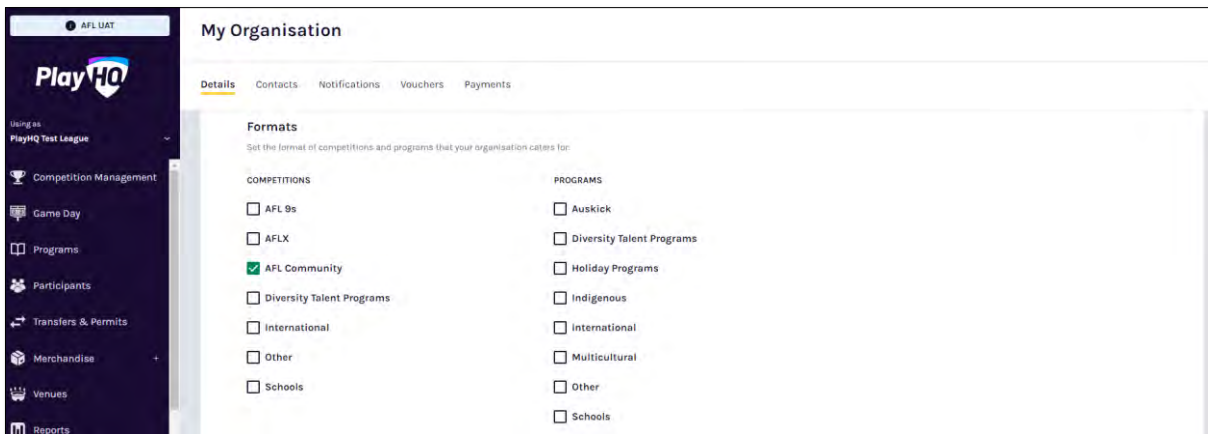 AFL UAT
PlayHQ
Using as
PlayHQ Test League
Competition Management
Game Day
Programs
Participants
Transfers & Permits
Merchandise +
Venues
Reports
My Organisation
Details Contacts Notifications Vouchers Payments
Formats
Set the format of competitions and programs that your organisation caters for:
COMPETITIONS
AFL 9s
AFLX
AFL Community
Diversity Talent Programs
International
Other
Schools
PROGRAMS
Auskick
Diversity Talent Programs
Holiday Programs
Indigenous
international
Multicultural
Other
Schools